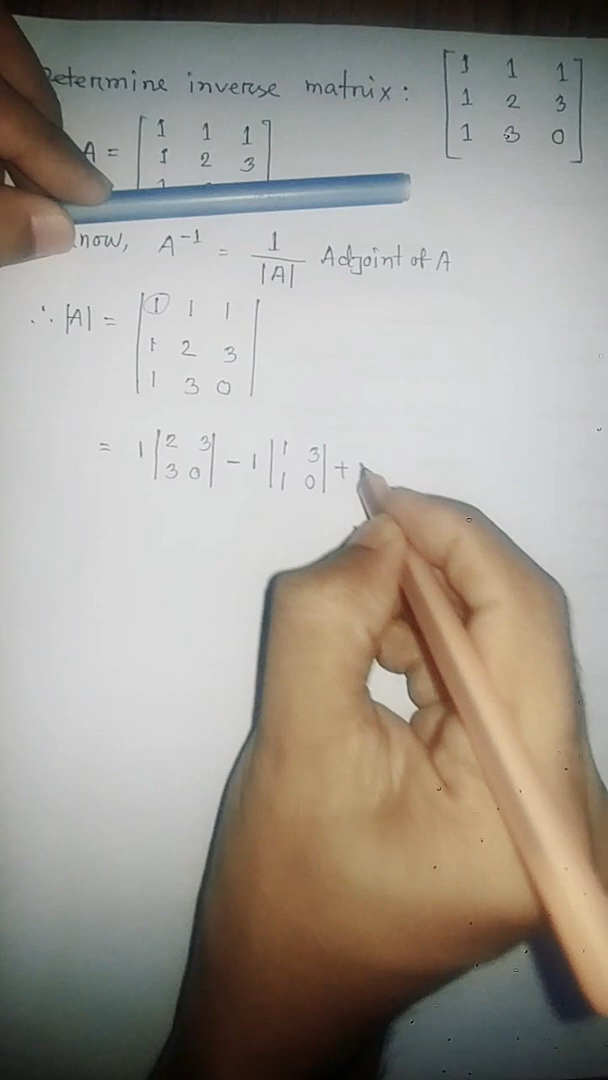 Determine inverse matrix: [1 1 1
1 2 3
1 3 0]
A = [1 1 1
1 2 3
now, A⁻¹ = 1/|A| Adjoint of A
∴ |A| = |1 1 1
1 2 3
1 3 0|
= 1 |2 3
3 0| - 1 |1 3
1 0| +